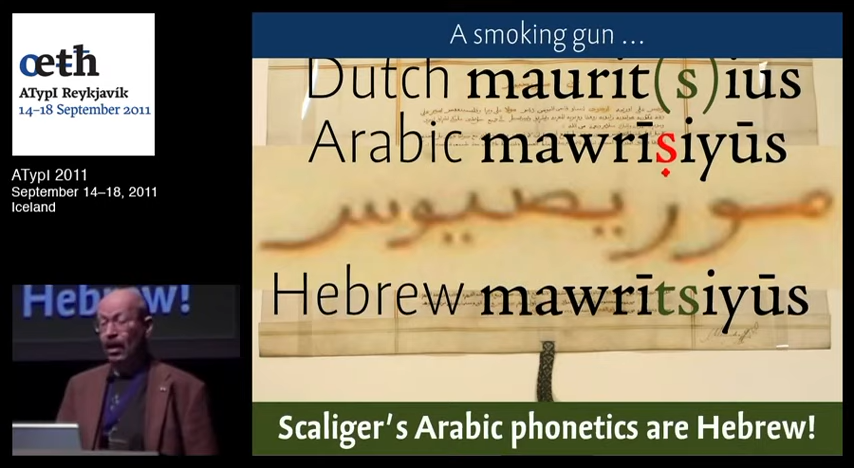 œth
ATypI Reykjavík
14–18 September 2011
ATypI 2011
September 14–18, 2011
Iceland
Hebrew!
A smoking gun ...
Dutch maurit(s)ius
Arabic mawrīṣiyūs
موريصيوس
Hebrew mawrītsiyūs
Scaliger's Arabic phonetics are Hebrew!